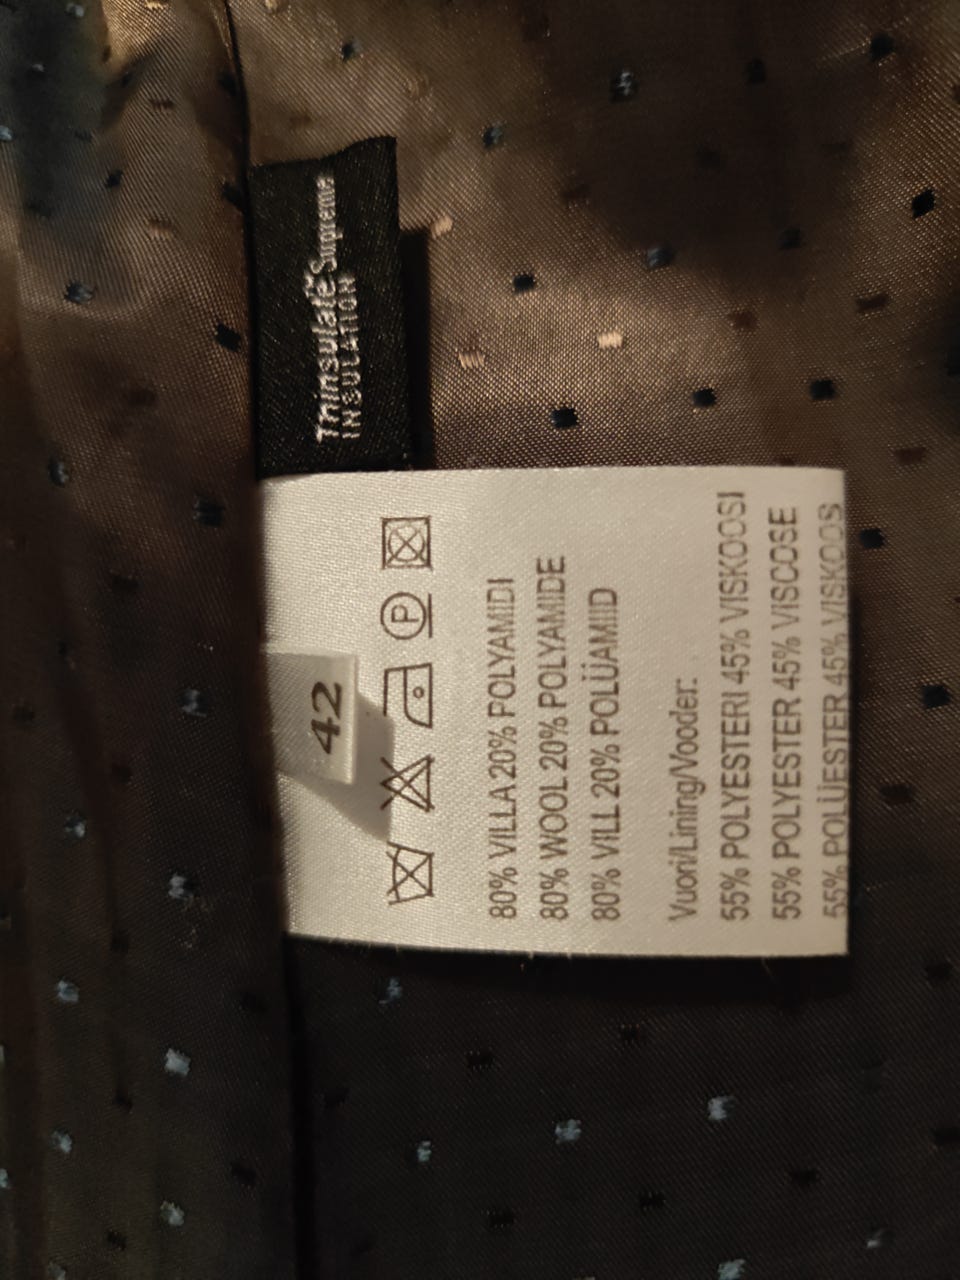 Thinsulate Supreme
INSULATION
42
P
80% VILLA 20% POLYAMIDI
80% WOOL 20% POLYAMIDE
80% VILL 20% POLÜAMIID
Vuori/Lining/Vooder:
55% POLYESTERI 45% VISKOOSI
55% POLYESTER 45% VISCOSE
55% POLÜESTER 45% VISKOOS